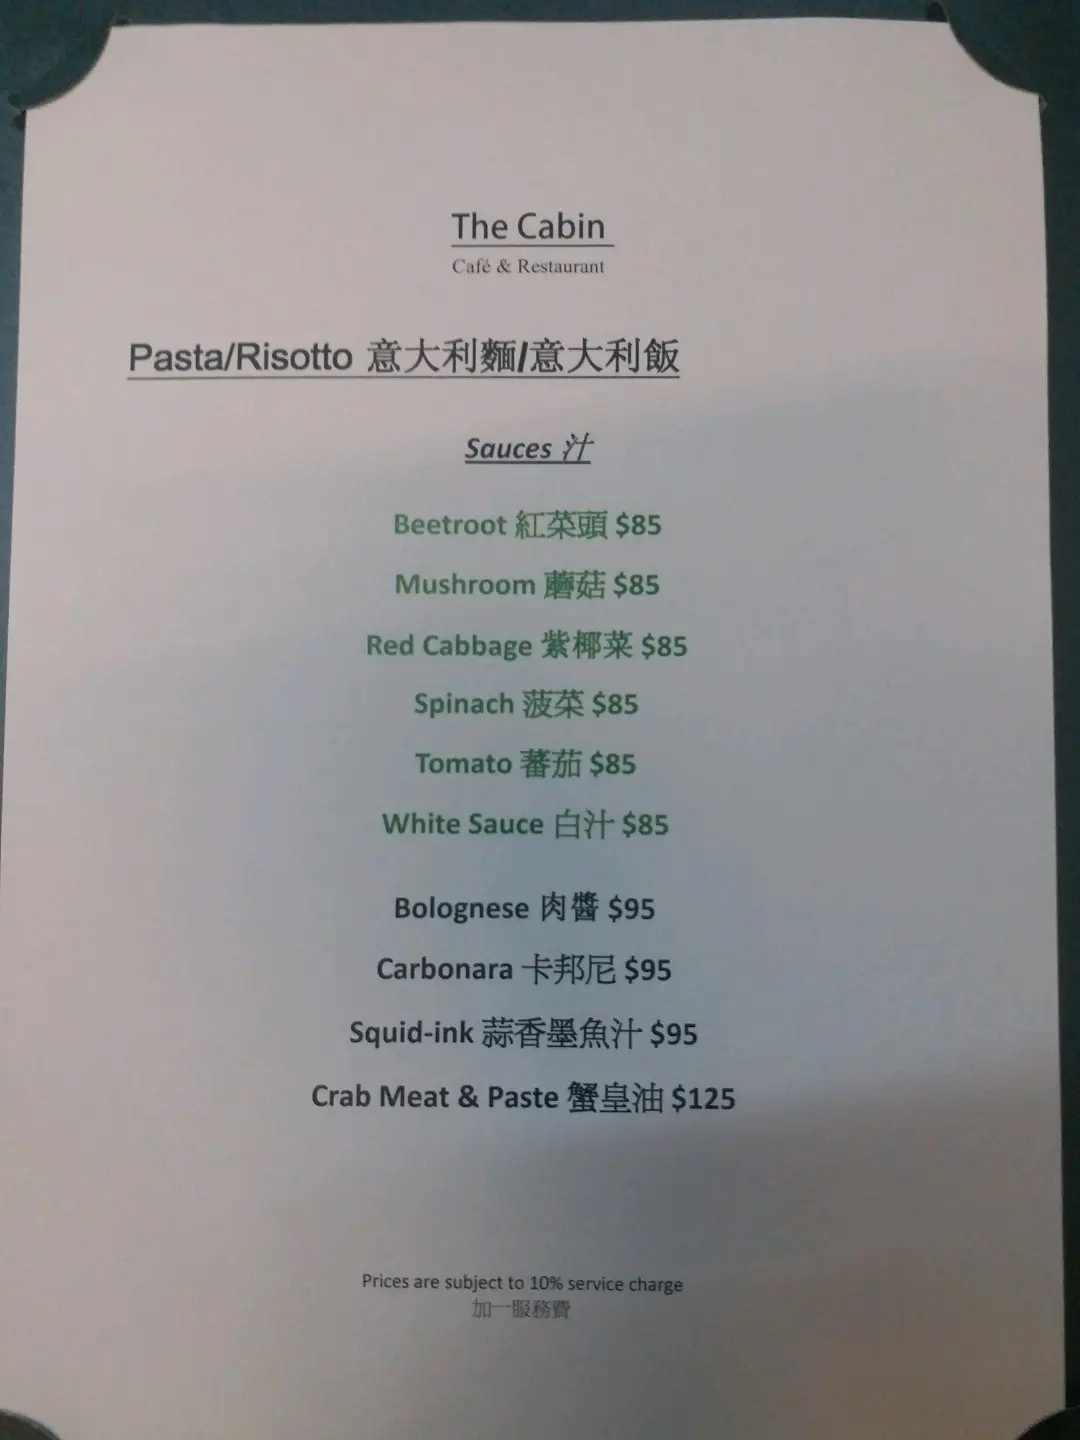 The Cabin
Café & Restaurant
Pasta/Risotto 意大利麵/意大利飯
Sauces 汁
Beetroot 紅菜頭 $85
Mushroom 蘑菇 $85
Red Cabbage 紫椰菜 $85
Spinach 菠菜 $85
Tomato 蕃茄 $85
White Sauce 白汁 $85
Bolognese 肉醬 $95
Carbonara 卡邦尼 $95
Squid-ink 蒜香墨魚汁 $95
Crab Meat & Paste 蟹皇油 $125
Prices are subject to 10% service charge
加一服務費